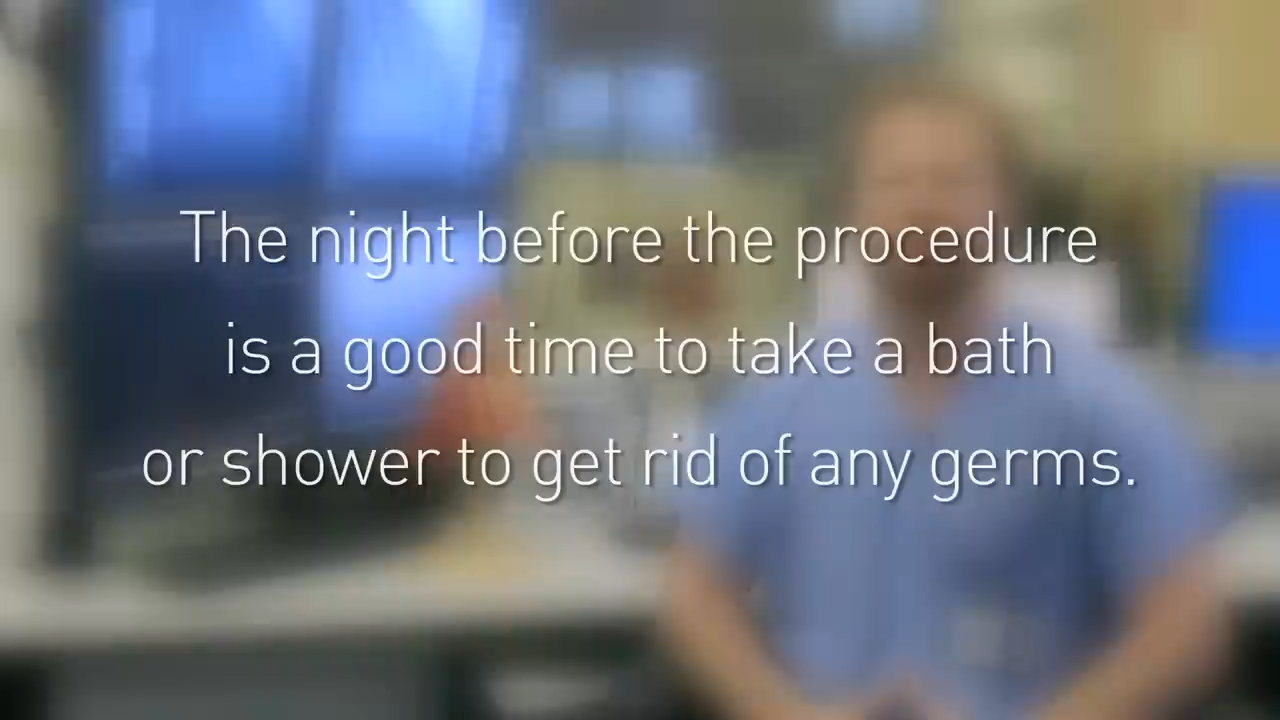 The night before the procedure
is a good time to take a bath
or shower to get rid of any germs.